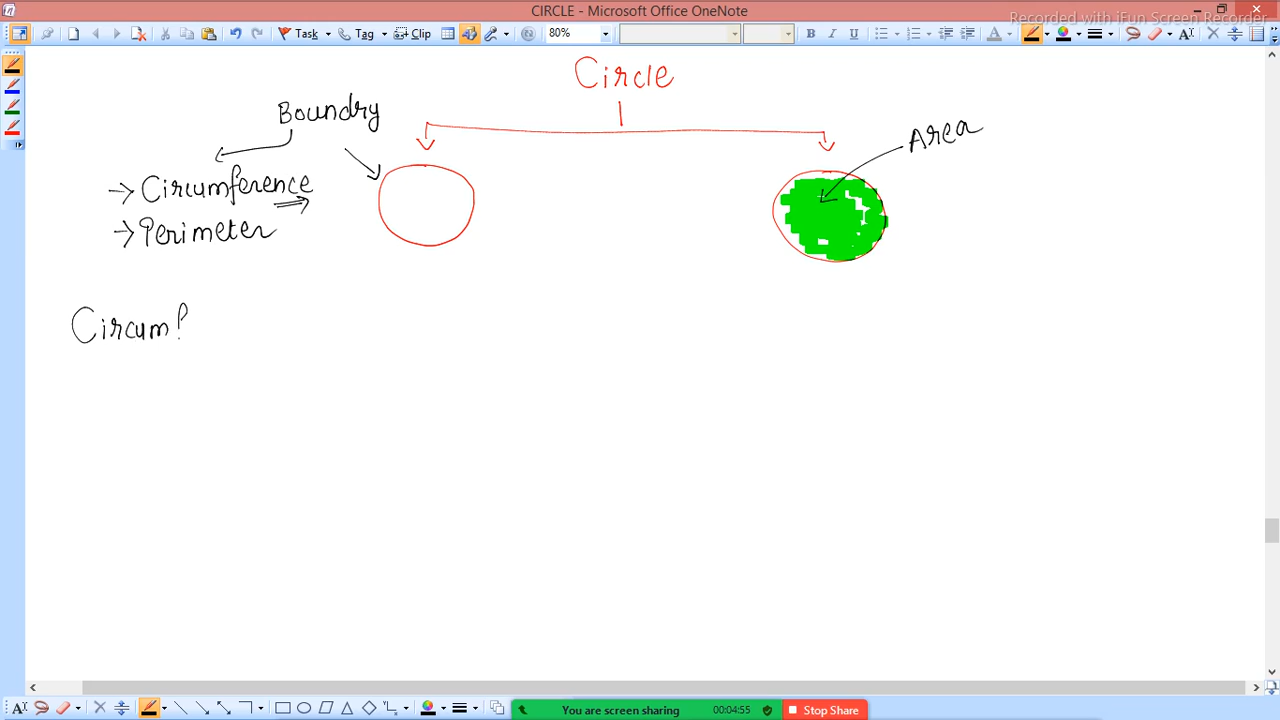 CIRCLE - Microsoft Office OneNote
Recorded with iFun Screen Recorder
Task Tag Clip 80% B I U
Circle
Boundry
Area
→ Circumference
→ Perimeter
Circum
You are screen sharing 00:04:55 Stop Share